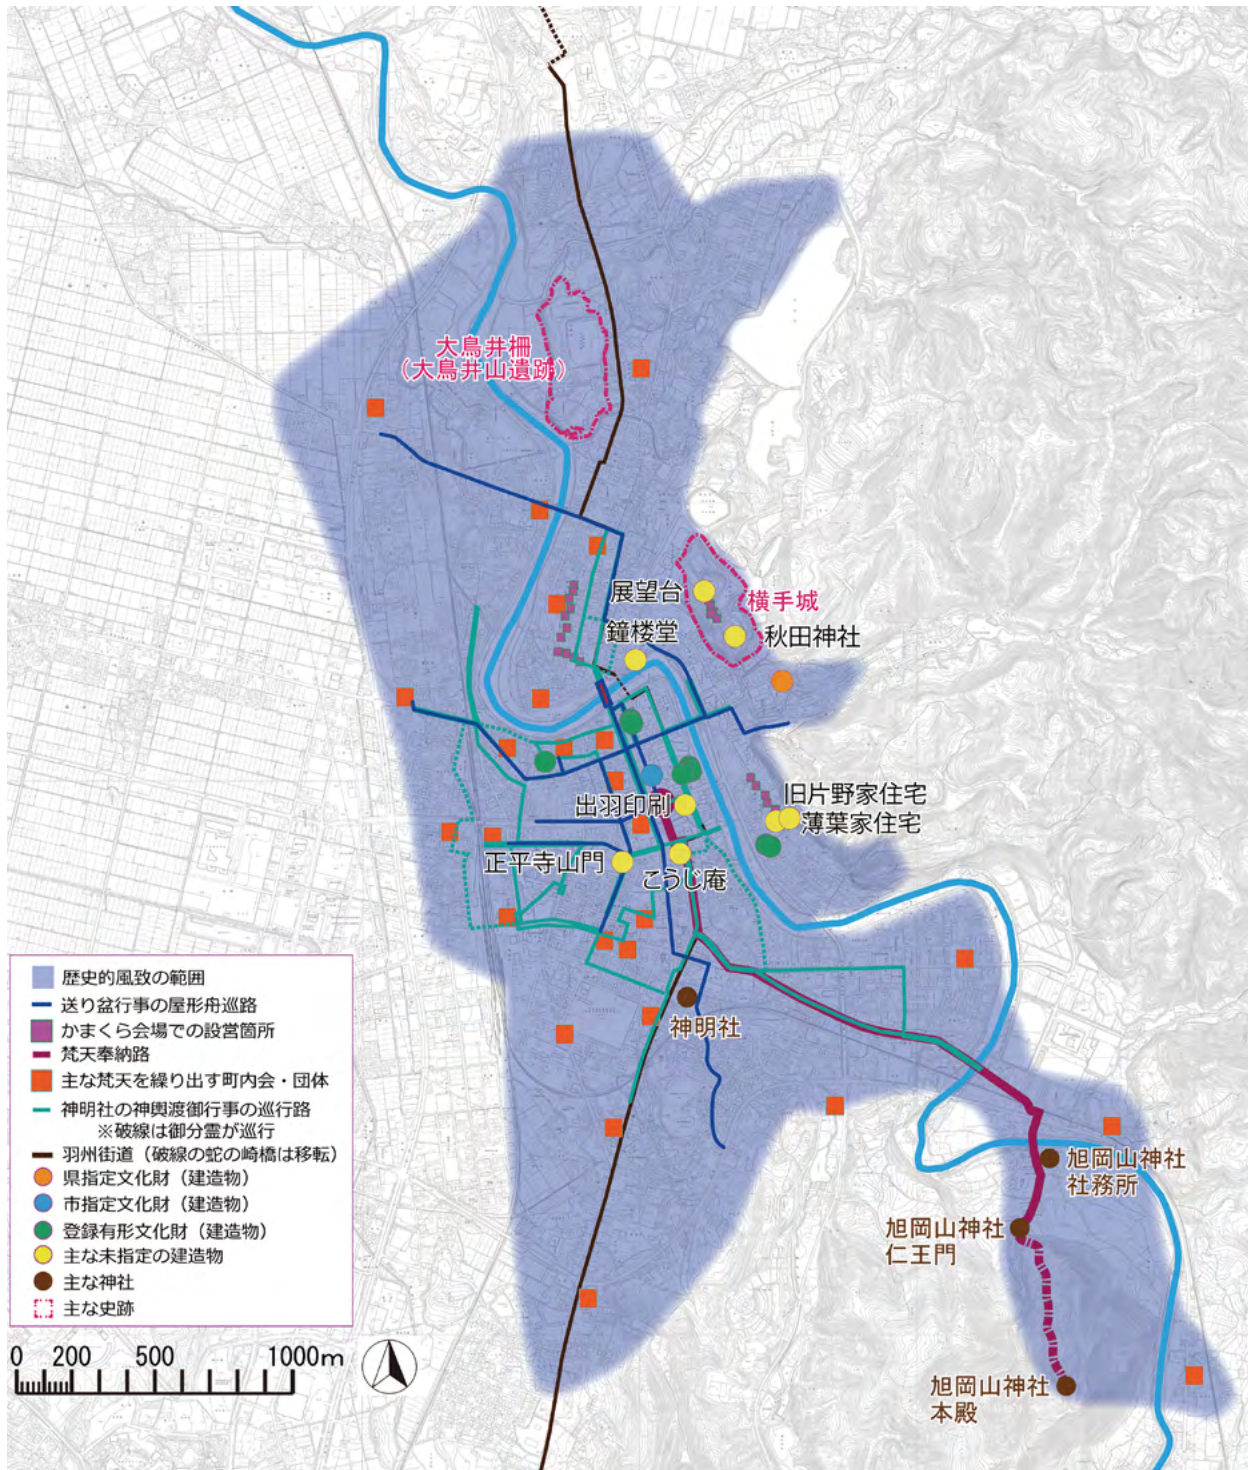 大鳥井柵
(大鳥井山遺跡)
展望台
横手城
鐘楼堂
秋田神社
旧片野家住宅
出羽印刷
薄葉家住宅
正平寺山門
こうじ庵
神明社
旭岡山神社
社務所
旭岡山神社
仁王門
旭岡山神社
本殿
歴史的風致の範囲
送り盆行事の屋形舟巡路
かまくら会場での設営箇所
梵天奉納路
主な梵天を繰り出す町内会・団体
神明社の神輿渡御行事の巡行路
※破線は御分霊が巡行
羽州街道(破線の蛇の崎橋は移転)
県指定文化財(建造物)
市指定文化財(建造物)
登録有形文化財(建造物)
主な未指定の建造物
主な神社
主な史跡
0 200 500 1000m